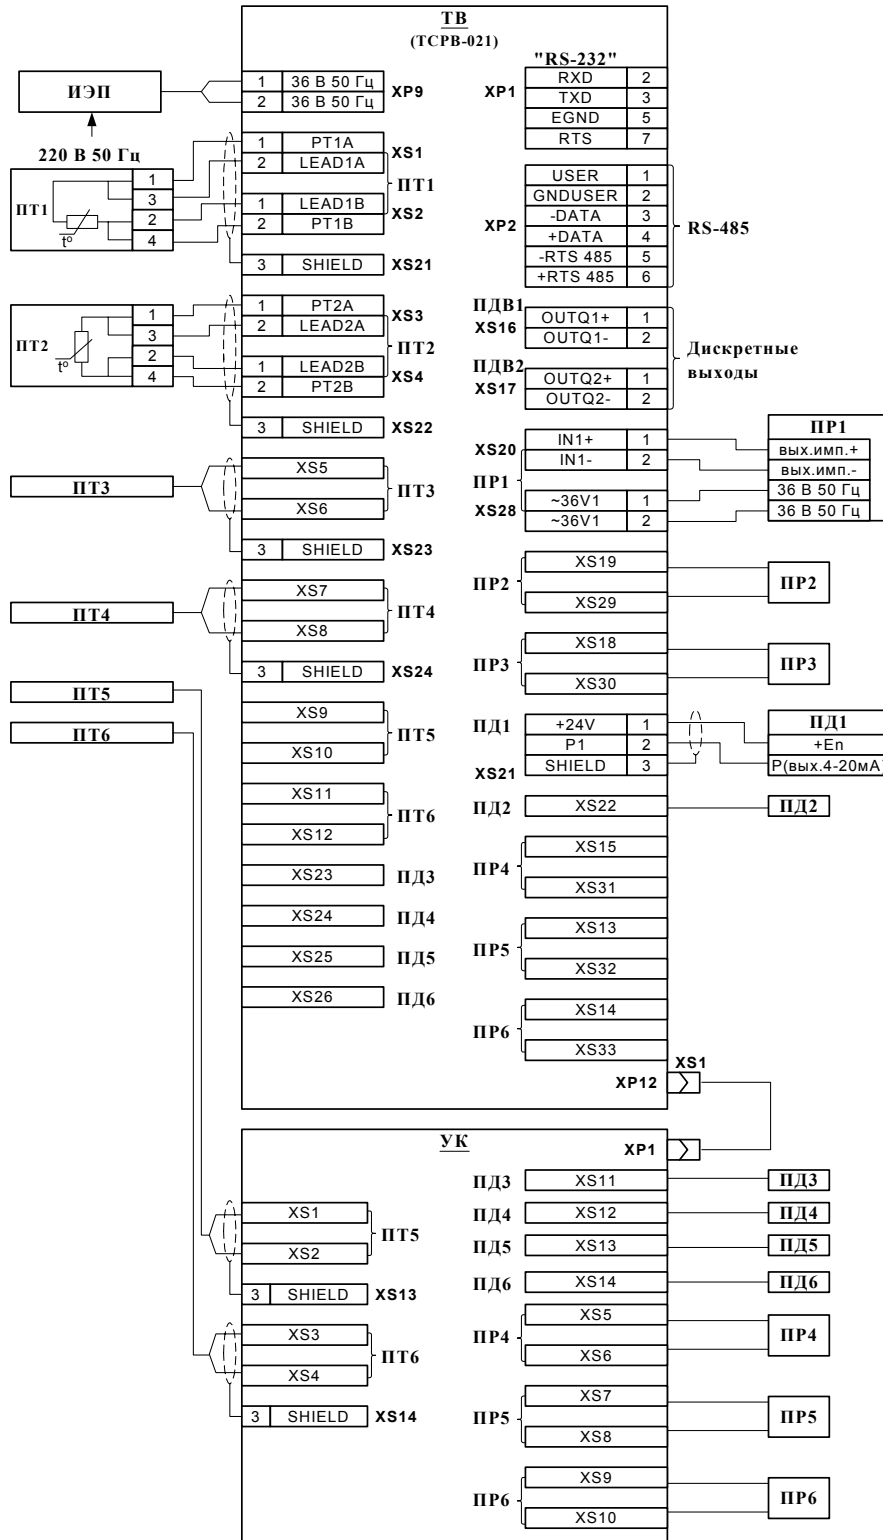 ТВ
(ТСРВ-021)
ИЭП
220 В 50 Гц
1 36 В 50 Гц
2 36 В 50 Гц
XP9
1 PT1A
2 LEAD1A
XS1
ПТ1
1 LEAD1B
2 PT1B
XS2
3 SHIELD XS21
ПТ1
tº
1
3
2
4
1 PT2A
2 LEAD2A
XS3
ПТ2
1 LEAD2B
2 PT2B
XS4
3 SHIELD XS22
ПТ2
tº
1
3
2
4
ПТ3
XS5
XS6
ПТ3
3 SHIELD XS23
ПТ4
XS7
XS8
ПТ4
3 SHIELD XS24
ПТ5
ПТ6
XS9
XS10
ПТ5
XS11
XS12
ПТ6
XS23 ПД3
XS24 ПД4
XS25 ПД5
XS26 ПД6
"RS-232"
XP1
RXD 2
TXD 3
EGND 5
RTS 7
XP2
USER 1
GNDUSER 2
-DATA 3
+DATA 4
-RTS 485 5
+RTS 485 6
RS-485
ПДВ1
XS16
OUTQ1+ 1
OUTQ1- 2
ПДВ2
XS17
OUTQ2+ 1
OUTQ2- 2
Дискретные
выходы
XS20
IN1+ 1
IN1- 2
ПР1
XS28
~36V1 1
~36V1 2
ПР1
вых.имп.+
вых.имп.-
36 В 50 Гц
36 В 50 Гц
ПР2
XS19
XS29
ПР2
ПР3
XS18
XS30
ПР3
ПД1
XS21
+24V 1
P1 2
SHIELD 3
ПД1
+En
Р(вых.4-20мА)
ПД2 XS22 ПД2
ПР4
XS15
XS31
ПР5
XS13
XS32
ПР6
XS14
XS33
XP12
XS1
УК
XP1
XS1
XS2
ПТ5
3 SHIELD XS13
XS3
XS4
ПТ6
3 SHIELD XS14
ПД3 XS11 ПД3
ПД4 XS12 ПД4
ПД5 XS13 ПД5
ПД6 XS14 ПД6
ПР4
XS5
XS6
ПР4
ПР5
XS7
XS8
ПР5
ПР6
XS9
XS10
ПР6